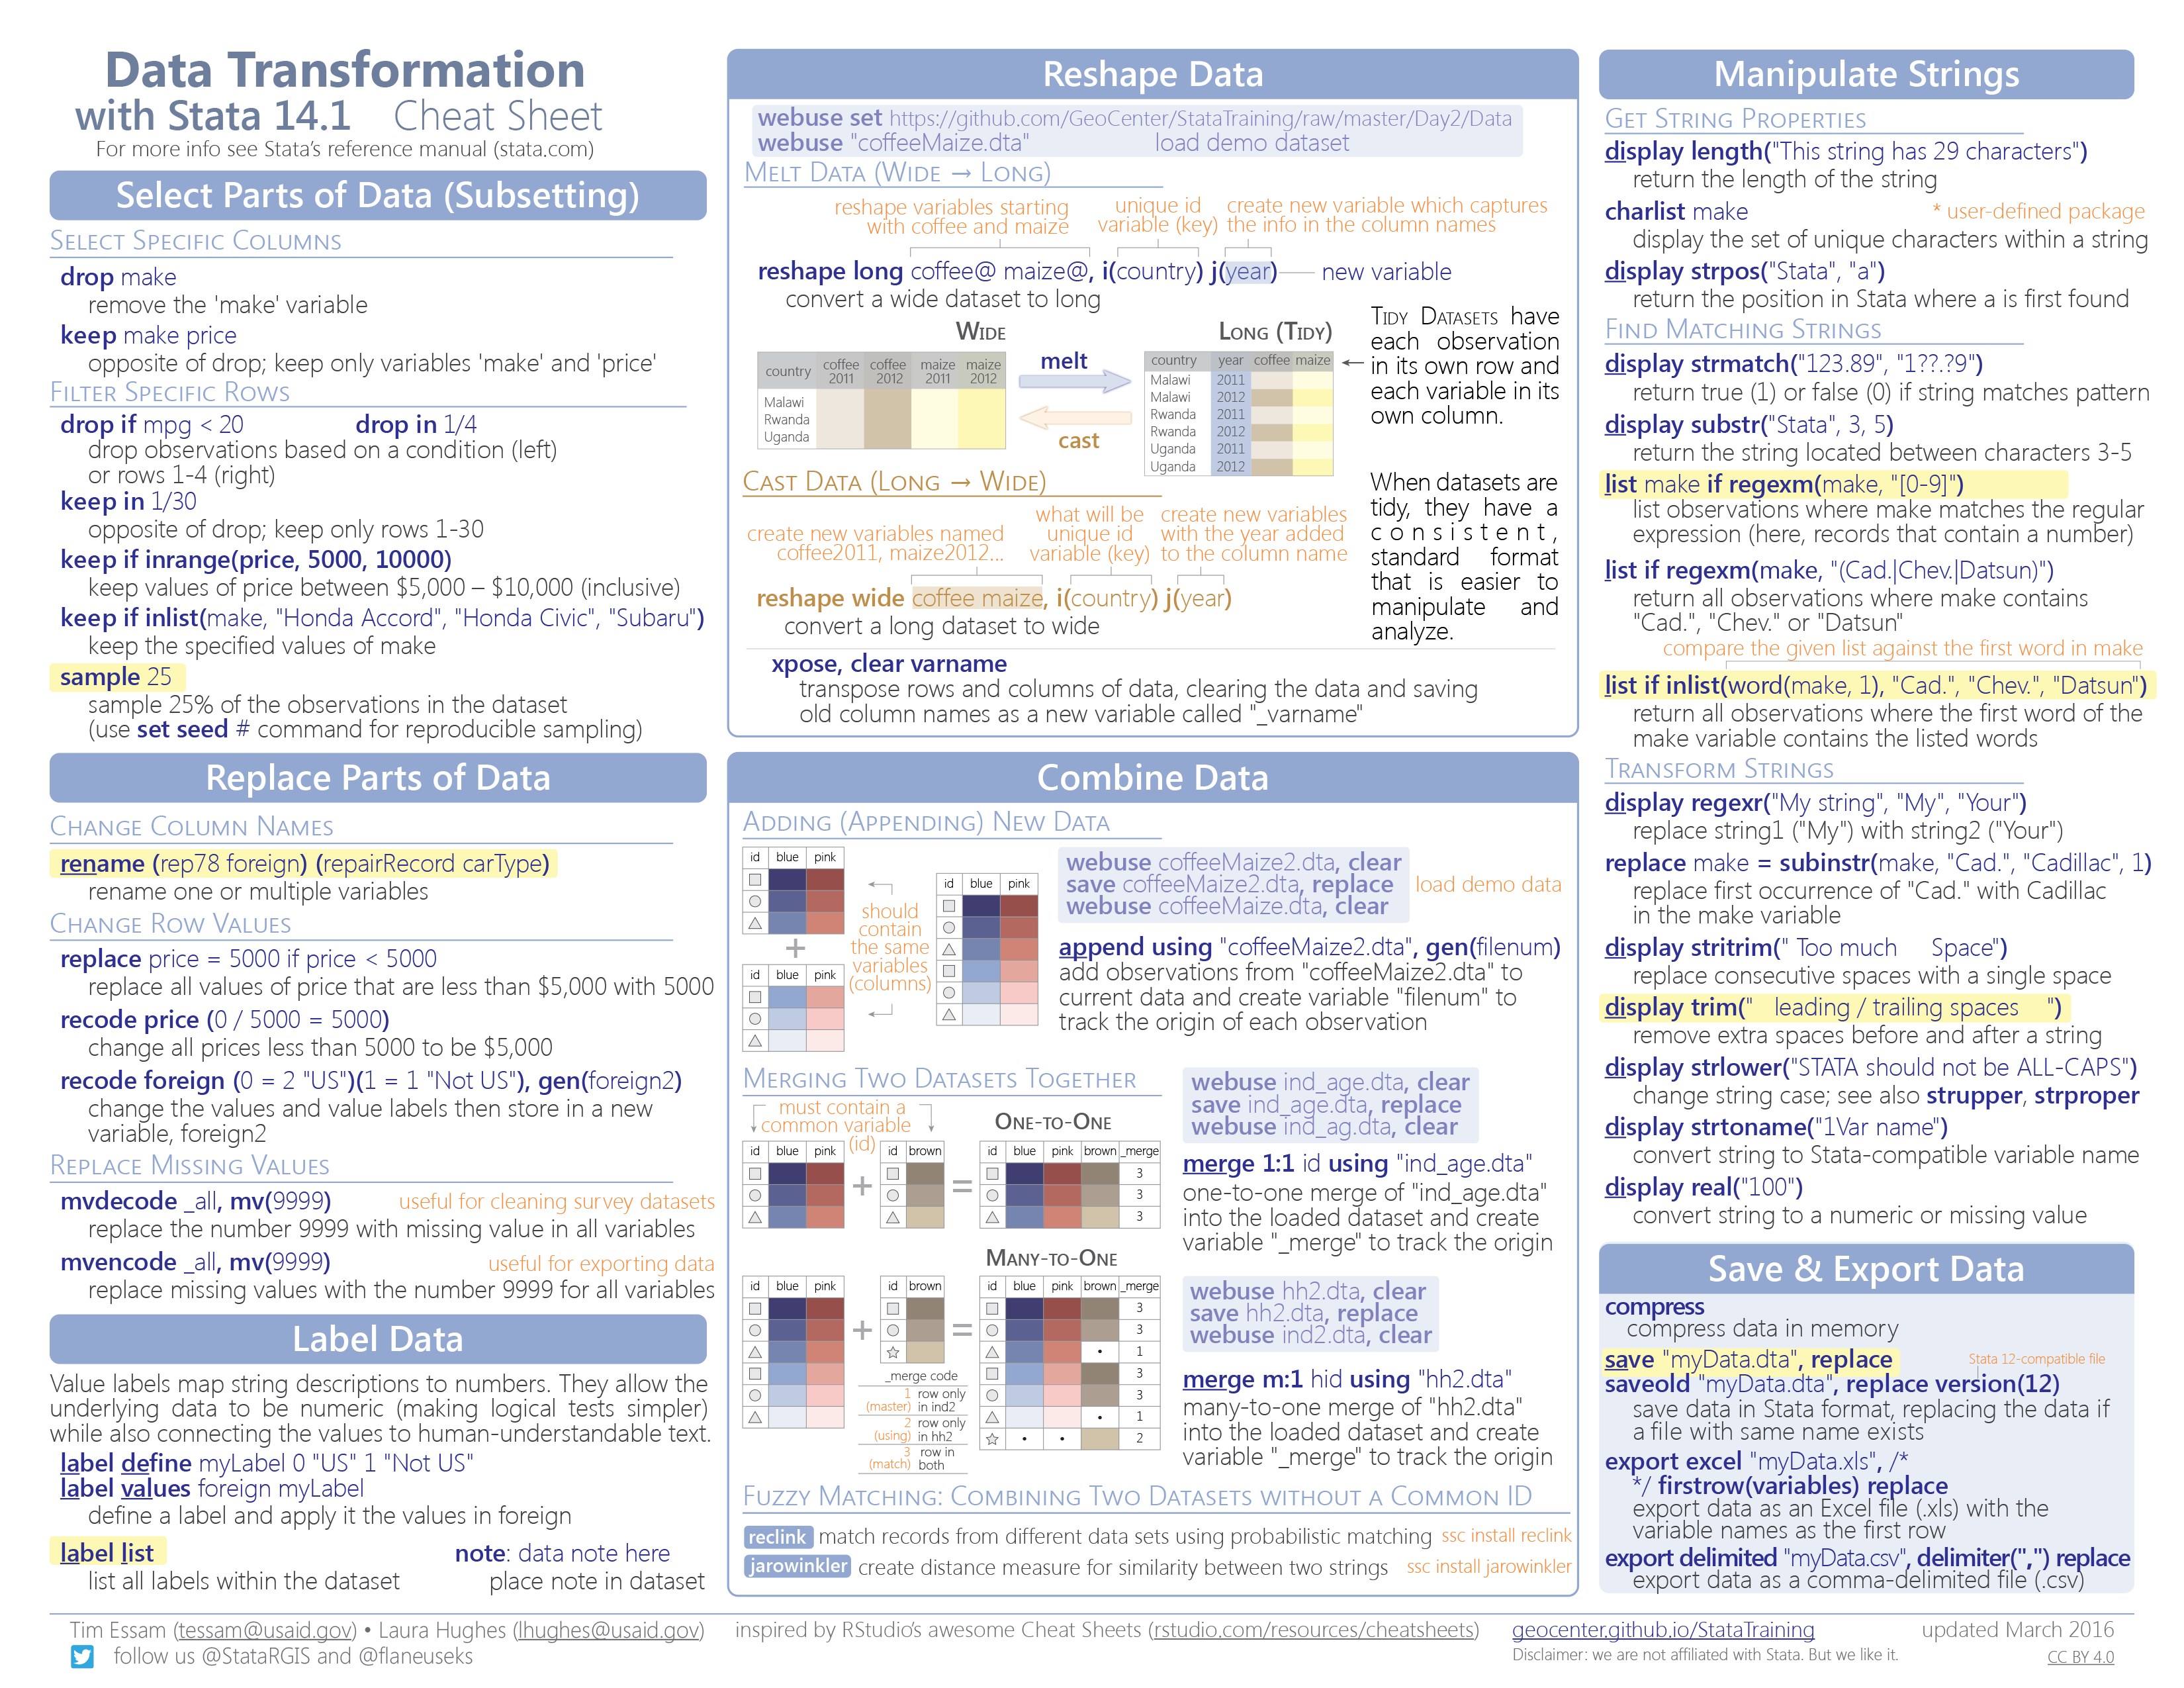 Data Transformation
with Stata 14.1 Cheat Sheet
For more info see Stata's reference manual (stata.com)
Select Parts of Data (Subsetting)
SELECT SPECIFIC COLUMNS
drop make
remove the 'make' variable
keep make price
opposite of drop; keep only variables 'make' and 'price'
FILTER SPECIFIC ROWS
drop if mpg < 20 drop in 1/4
drop observations based on a condition (left)
or rows 1-4 (right)
keep in 1/30
opposite of drop; keep only rows 1-30
keep if inrange(price, 5000, 10000)
keep values of price between $5,000 – $10,000 (inclusive)
keep if inlist(make, "Honda Accord", "Honda Civic", "Subaru")
keep the specified values of make
sample 25
sample 25% of the observations in the dataset
(use set seed # command for reproducible sampling)
Replace Parts of Data
CHANGE COLUMN NAMES
rename (rep78 foreign) (repairRecord carType)
rename one or multiple variables
CHANGE ROW VALUES
replace price = 5000 if price < 5000
replace all values of price that are less than $5,000 with 5000
recode price (0 / 5000 = 5000)
change all prices less than 5000 to be $5,000
recode foreign (0 = 2 "US")(1 = 1 "Not US"), gen(foreign2)
change the values and value labels then store in a new
variable, foreign2
REPLACE MISSING VALUES
mvdecode _all, mv(9999) useful for cleaning survey datasets
replace the number 9999 with missing value in all variables
mvencode _all, mv(9999) useful for exporting data
replace missing values with the number 9999 for all variables
Label Data
Value labels map string descriptions to numbers. They allow the
underlying data to be numeric (making logical tests simpler)
while also connecting the values to human-understandable text.
label define myLabel 0 "US" 1 "Not US"
label values foreign myLabel
define a label and apply it the values in foreign
label list note: data note here
list all labels within the dataset place note in dataset
Reshape Data
webuse set https://github.com/GeoCenter/StataTraining/raw/master/Day2/Data
webuse "coffeeMaize.dta" load demo dataset
MELT DATA (WIDE → LONG)
reshape variables starting unique id create new variable which captures
with coffee and maize variable (key) the info in the column names
reshape long coffee@ maize@, i(country) j(year) new variable
convert a wide dataset to long
WIDE LONG (TIDY)
country coffee 2011 coffee 2012 maize 2011 maize 2012
Malawi
Rwanda
Uganda
melt
cast
country year coffee maize
Malawi 2011
Malawi 2012
Rwanda 2011
Rwanda 2012
Uganda 2011
Uganda 2012
TIDY DATASETS have
each observation
in its own row and
each variable in its
own column.
CAST DATA (LONG → WIDE)
create new variables named what will be create new variables
coffee2011, maize2012... unique id with the year added
variable (key) to the column name
reshape wide coffee maize, i(country) j(year)
convert a long dataset to wide
When datasets are
tidy, they have a
consistent,
standard format
that is easier to
manipulate and
analyze.
xpose, clear varname
transpose rows and columns of data, clearing the data and saving
old column names as a new variable called "_varname"
Combine Data
ADDING (APPENDING) NEW DATA
id blue pink
+
id blue pink
should
contain
the same
variables
(columns)
id blue pink
webuse coffeeMaize2.dta, clear
save coffeeMaize2.dta, replace load demo data
webuse coffeeMaize.dta, clear
append using "coffeeMaize2.dta", gen(filenum)
add observations from "coffeeMaize2.dta" to
current data and create variable "filenum" to
track the origin of each observation
MERGING TWO DATASETS TOGETHER
must contain a
common variable
(id)
ONE-TO-ONE
id blue pink + id brown = id blue pink brown _merge
3
3
3
webuse ind_age.dta, clear
save ind_age.dta, replace
webuse ind_ag.dta, clear
merge 1:1 id using "ind_age.dta"
one-to-one merge of "ind_age.dta"
into the loaded dataset and create
variable "_merge" to track the origin
MANY-TO-ONE
id blue pink + id brown = id blue pink brown _merge
3
3
. 1
3
3
. 1
. . 2
_merge code
1 row only
(master) in ind2
2 row only
(using) in hh2
3 row in
(match) both
webuse hh2.dta, clear
save hh2.dta, replace
webuse ind2.dta, clear
merge m:1 hid using "hh2.dta"
many-to-one merge of "hh2.dta"
into the loaded dataset and create
variable "_merge" to track the origin
FUZZY MATCHING: COMBINING TWO DATASETS WITHOUT A COMMON ID
reclink match records from different data sets using probabilistic matching ssc install reclink
jarowinkler create distance measure for similarity between two strings ssc install jarowinkler
Manipulate Strings
GET STRING PROPERTIES
display length("This string has 29 characters")
return the length of the string
charlist make * user-defined package
display the set of unique characters within a string
display strpos("Stata", "a")
return the position in Stata where a is first found
FIND MATCHING STRINGS
display strmatch("123.89", "1??.?9")
return true (1) or false (0) if string matches pattern
display substr("Stata", 3, 5)
return the string located between characters 3-5
list make if regexm(make, "[0-9]")
list observations where make matches the regular
expression (here, records that contain a number)
list if regexm(make, "(Cad.|Chev.|Datsun)")
return all observations where make contains
"Cad.", "Chev." or "Datsun"
compare the given list against the first word in make
list if inlist(word(make, 1), "Cad.", "Chev.", "Datsun")
return all observations where the first word of the
make variable contains the listed words
TRANSFORM STRINGS
display regexr("My string", "My", "Your")
replace string1 ("My") with string2 ("Your")
replace make = subinstr(make, "Cad.", "Cadillac", 1)
replace first occurrence of "Cad." with Cadillac
in the make variable
display stritrim(" Too much    Space")
replace consecutive spaces with a single space
display trim("   leading / trailing spaces   ")
remove extra spaces before and after a string
display strlower("STATA should not be ALL-CAPS")
change string case; see also strupper, strproper
display strtoname("1Var name")
convert string to Stata-compatible variable name
display real("100")
convert string to a numeric or missing value
Save & Export Data
compress
compress data in memory
save "myData.dta", replace Stata 12-compatible file
saveold "myData.dta", replace version(12)
save data in Stata format, replacing the data if
a file with same name exists
export excel "myData.xls", /*
*/ firstrow(variables) replace
export data as an Excel file (.xls) with the
variable names as the first row
export delimited "myData.csv", delimiter(",") replace
export data as a comma-delimited file (.csv)
Tim Essam (tessam@usaid.gov) • Laura Hughes (lhughes@usaid.gov) inspired by RStudio's awesome Cheat Sheets (rstudio.com/resources/cheatsheets) geocenter.github.io/StataTraining updated March 2016
follow us @StataRGIS and @flaneuseks Disclaimer: we are not affiliated with Stata. But we like it. CC BY 4.0